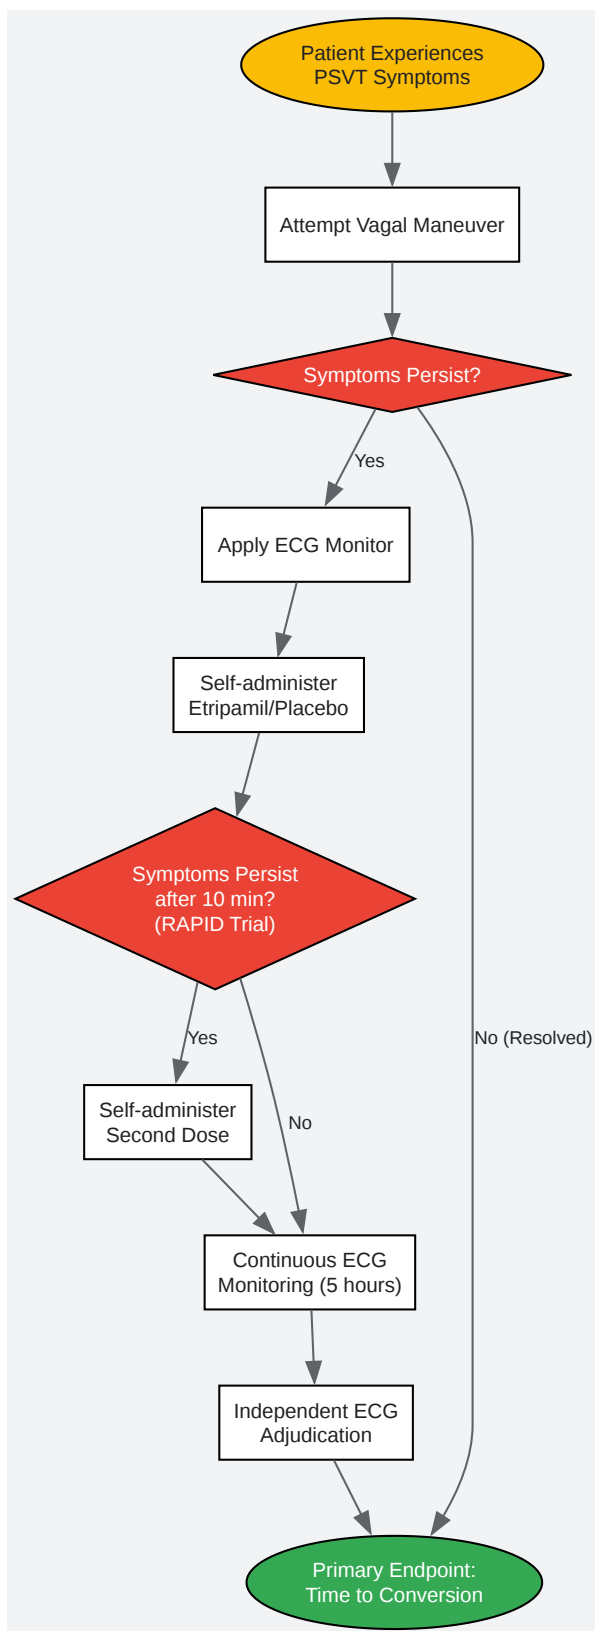 Patient Experiences
PSVT Symptoms
Attempt Vagal Maneuver
Symptoms Persist?
Yes
Apply ECG Monitor
Self-administer
Etripamil/Placebo
Symptoms Persist
after 10 min?
(RAPID Trial)
Yes
No (Resolved)
Self-administer
Second Dose
No
Continuous ECG
Monitoring (5 hours)
Independent ECG
Adjudication
Primary Endpoint:
Time to Conversion